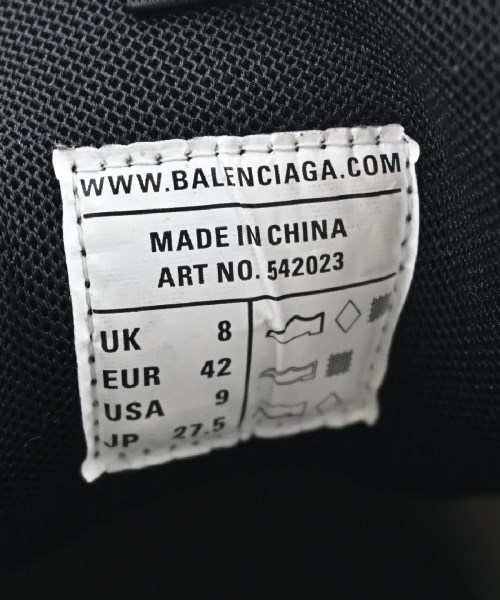 WWW.BALENCIAGA.COM
MADE IN CHINA
ART NO. 542023
UK 8
EUR 42
USA 9
JP 27.5